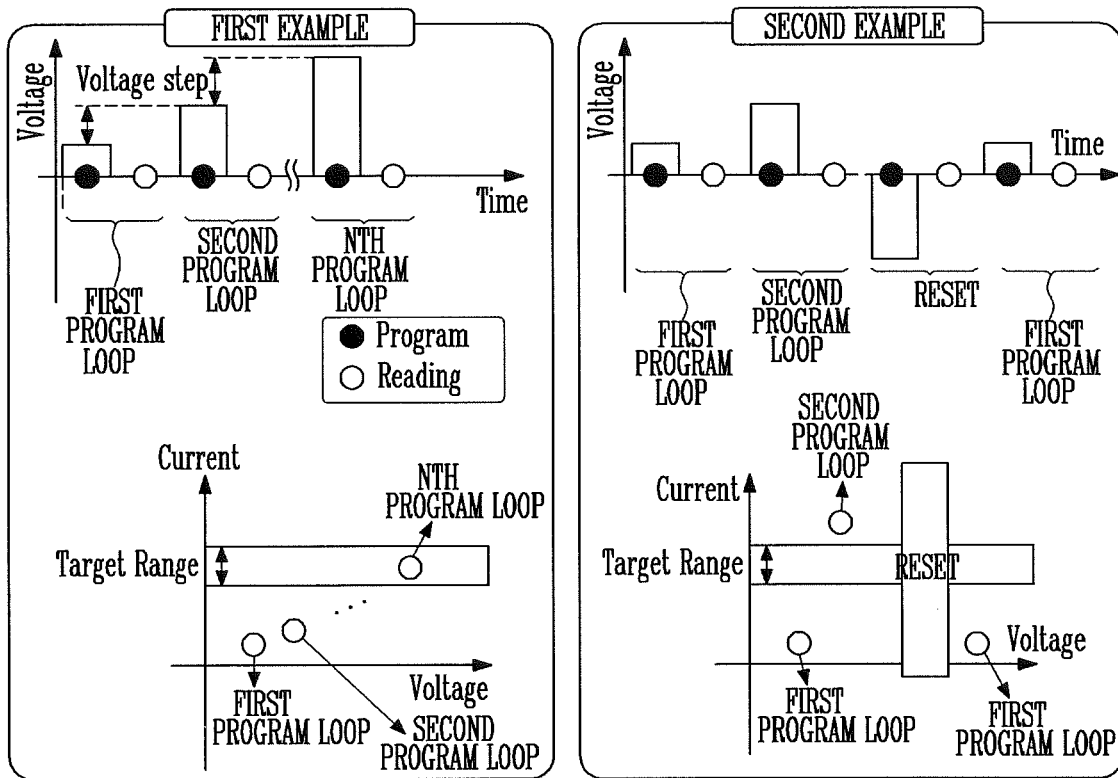 FIRST EXAMPLE
Voltage
Voltage step
Time
FIRST
PROGRAM
LOOP
SECOND
PROGRAM
LOOP
NTH
PROGRAM
LOOP
Program
Reading
Current
NTH
PROGRAM LOOP
Target Range
. . .
Voltage
FIRST
PROGRAM LOOP
SECOND
PROGRAM LOOP
SECOND EXAMPLE
Voltage
Time
FIRST
PROGRAM
LOOP
SECOND
PROGRAM
LOOP
RESET
FIRST
PROGRAM
LOOP
SECOND
PROGRAM
LOOP
Current
Target Range
RESET
Voltage
FIRST
PROGRAM LOOP
FIRST
PROGRAM LOOP